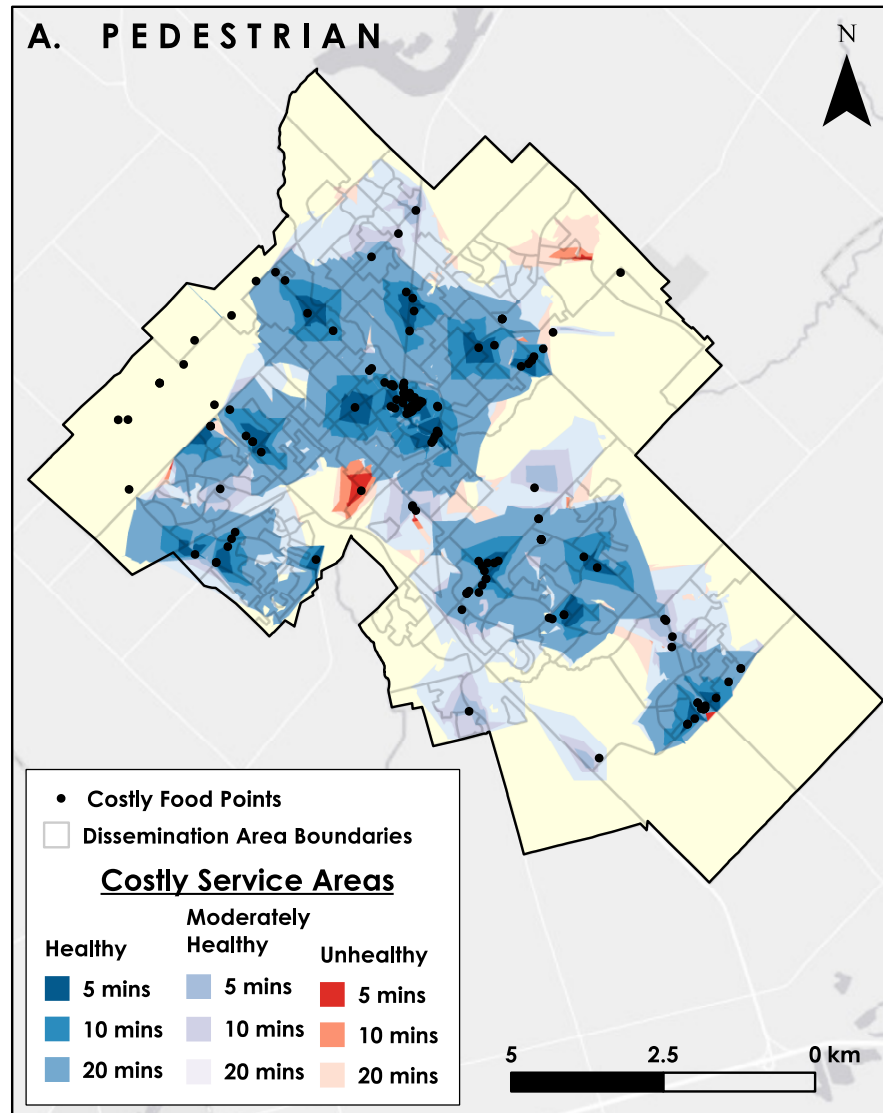 A. PEDESTRIAN
N
Costly Food Points
Dissemination Area Boundaries
Costly Service Areas
Healthy
5 mins
10 mins
20 mins
Moderately
Healthy
5 mins
10 mins
20 mins
Unhealthy
5 mins
10 mins
20 mins
5 2.5 0 km